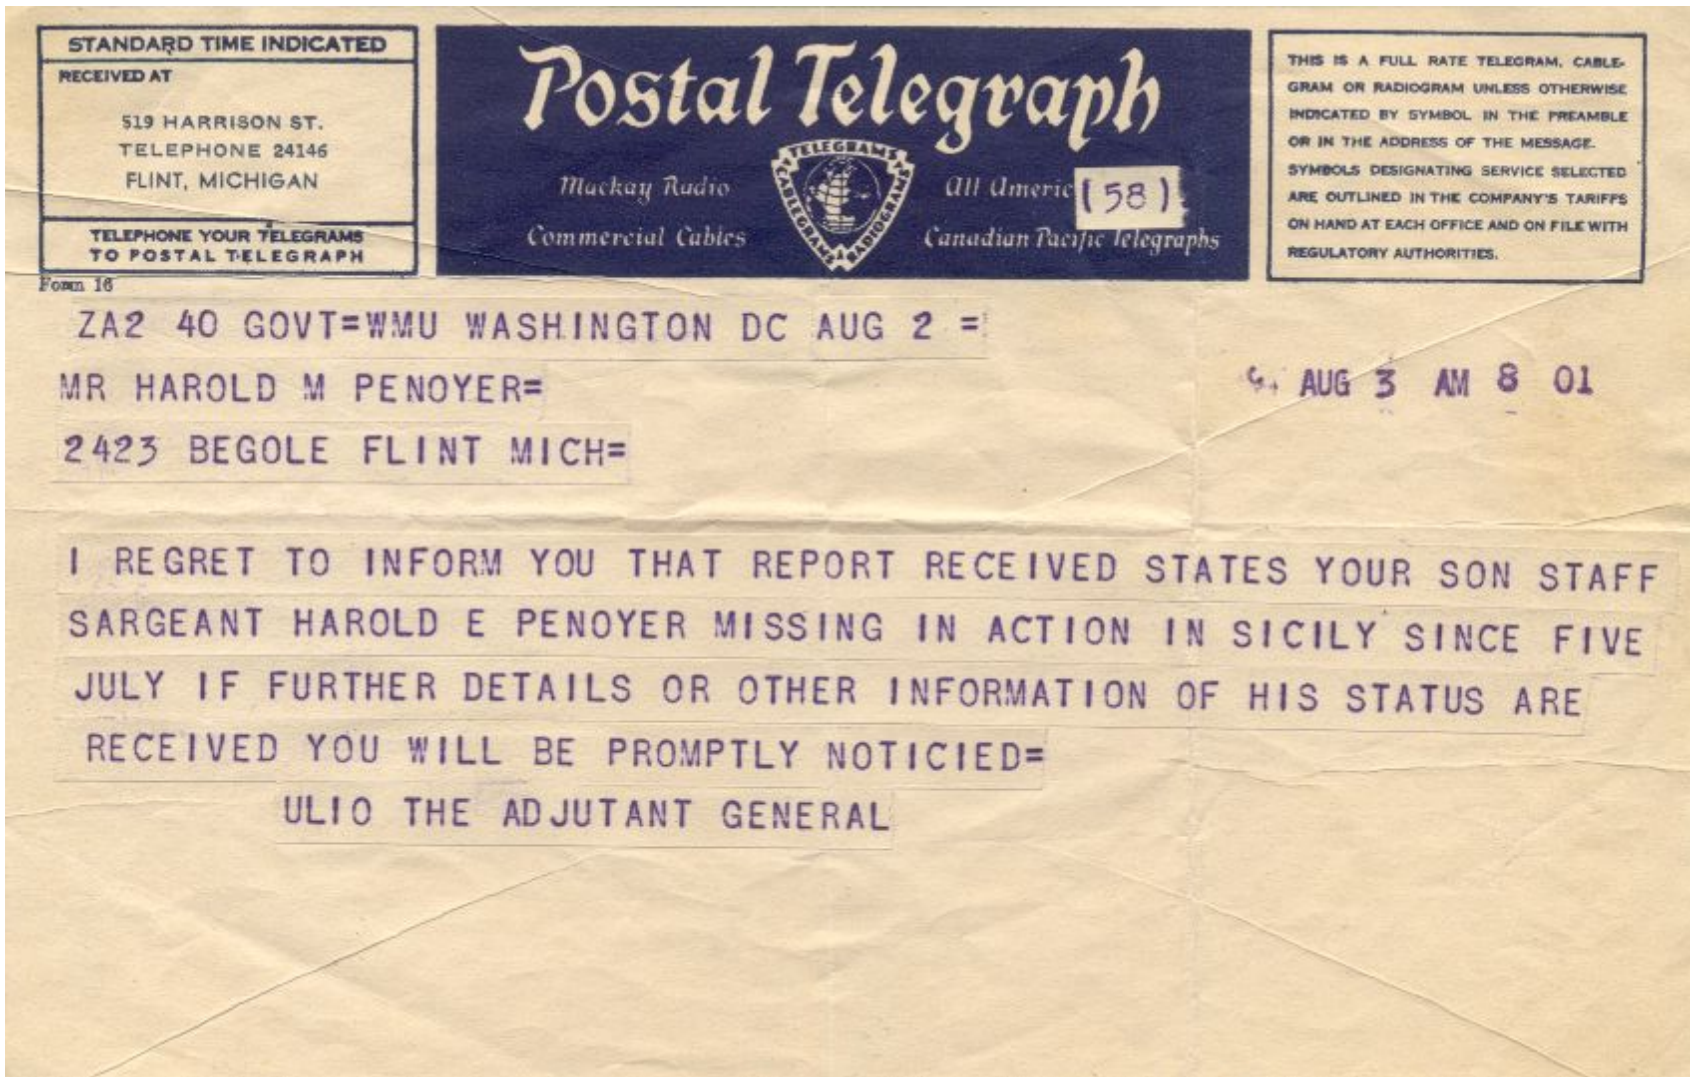 STANDARD TIME INDICATED
RECEIVED AT
519 HARRISON ST.
TELEPHONE 24146
FLINT, MICHIGAN
TELEPHONE YOUR TELEGRAMS
TO POSTAL TELEGRAPH
Form 16
Postal Telegraph
Mackay Radio
Commercial Cables
TELEGRAMS
CABLEGRAMS
RADIOGRAMS
All Americ
(58)
Canadian Pacific Telegraphs
THIS IS A FULL RATE TELEGRAM, CABLE-
GRAM OR RADIOGRAM UNLESS OTHERWISE
INDICATED BY SYMBOL IN THE PREAMBLE
OR IN THE ADDRESS OF THE MESSAGE.
SYMBOLS DESIGNATING SERVICE SELECTED
ARE OUTLINED IN THE COMPANY'S TARIFFS
ON HAND AT EACH OFFICE AND ON FILE WITH
REGULATORY AUTHORITIES.
ZA2 40 GOVT=WMU WASHINGTON DC AUG 2 =
MR HAROLD M PENOYER=
AUG 3 AM 8 01
2423 BEGOLE FLINT MICH=
I REGRET TO INFORM YOU THAT REPORT RECEIVED STATES YOUR SON STAFF
SARGEANT HAROLD E PENOYER MISSING IN ACTION IN SICILY SINCE FIVE
JULY IF FURTHER DETAILS OR OTHER INFORMATION OF HIS STATUS ARE
RECEIVED YOU WILL BE PROMPTLY NOTICIED=
ULIO THE ADJUTANT GENERAL